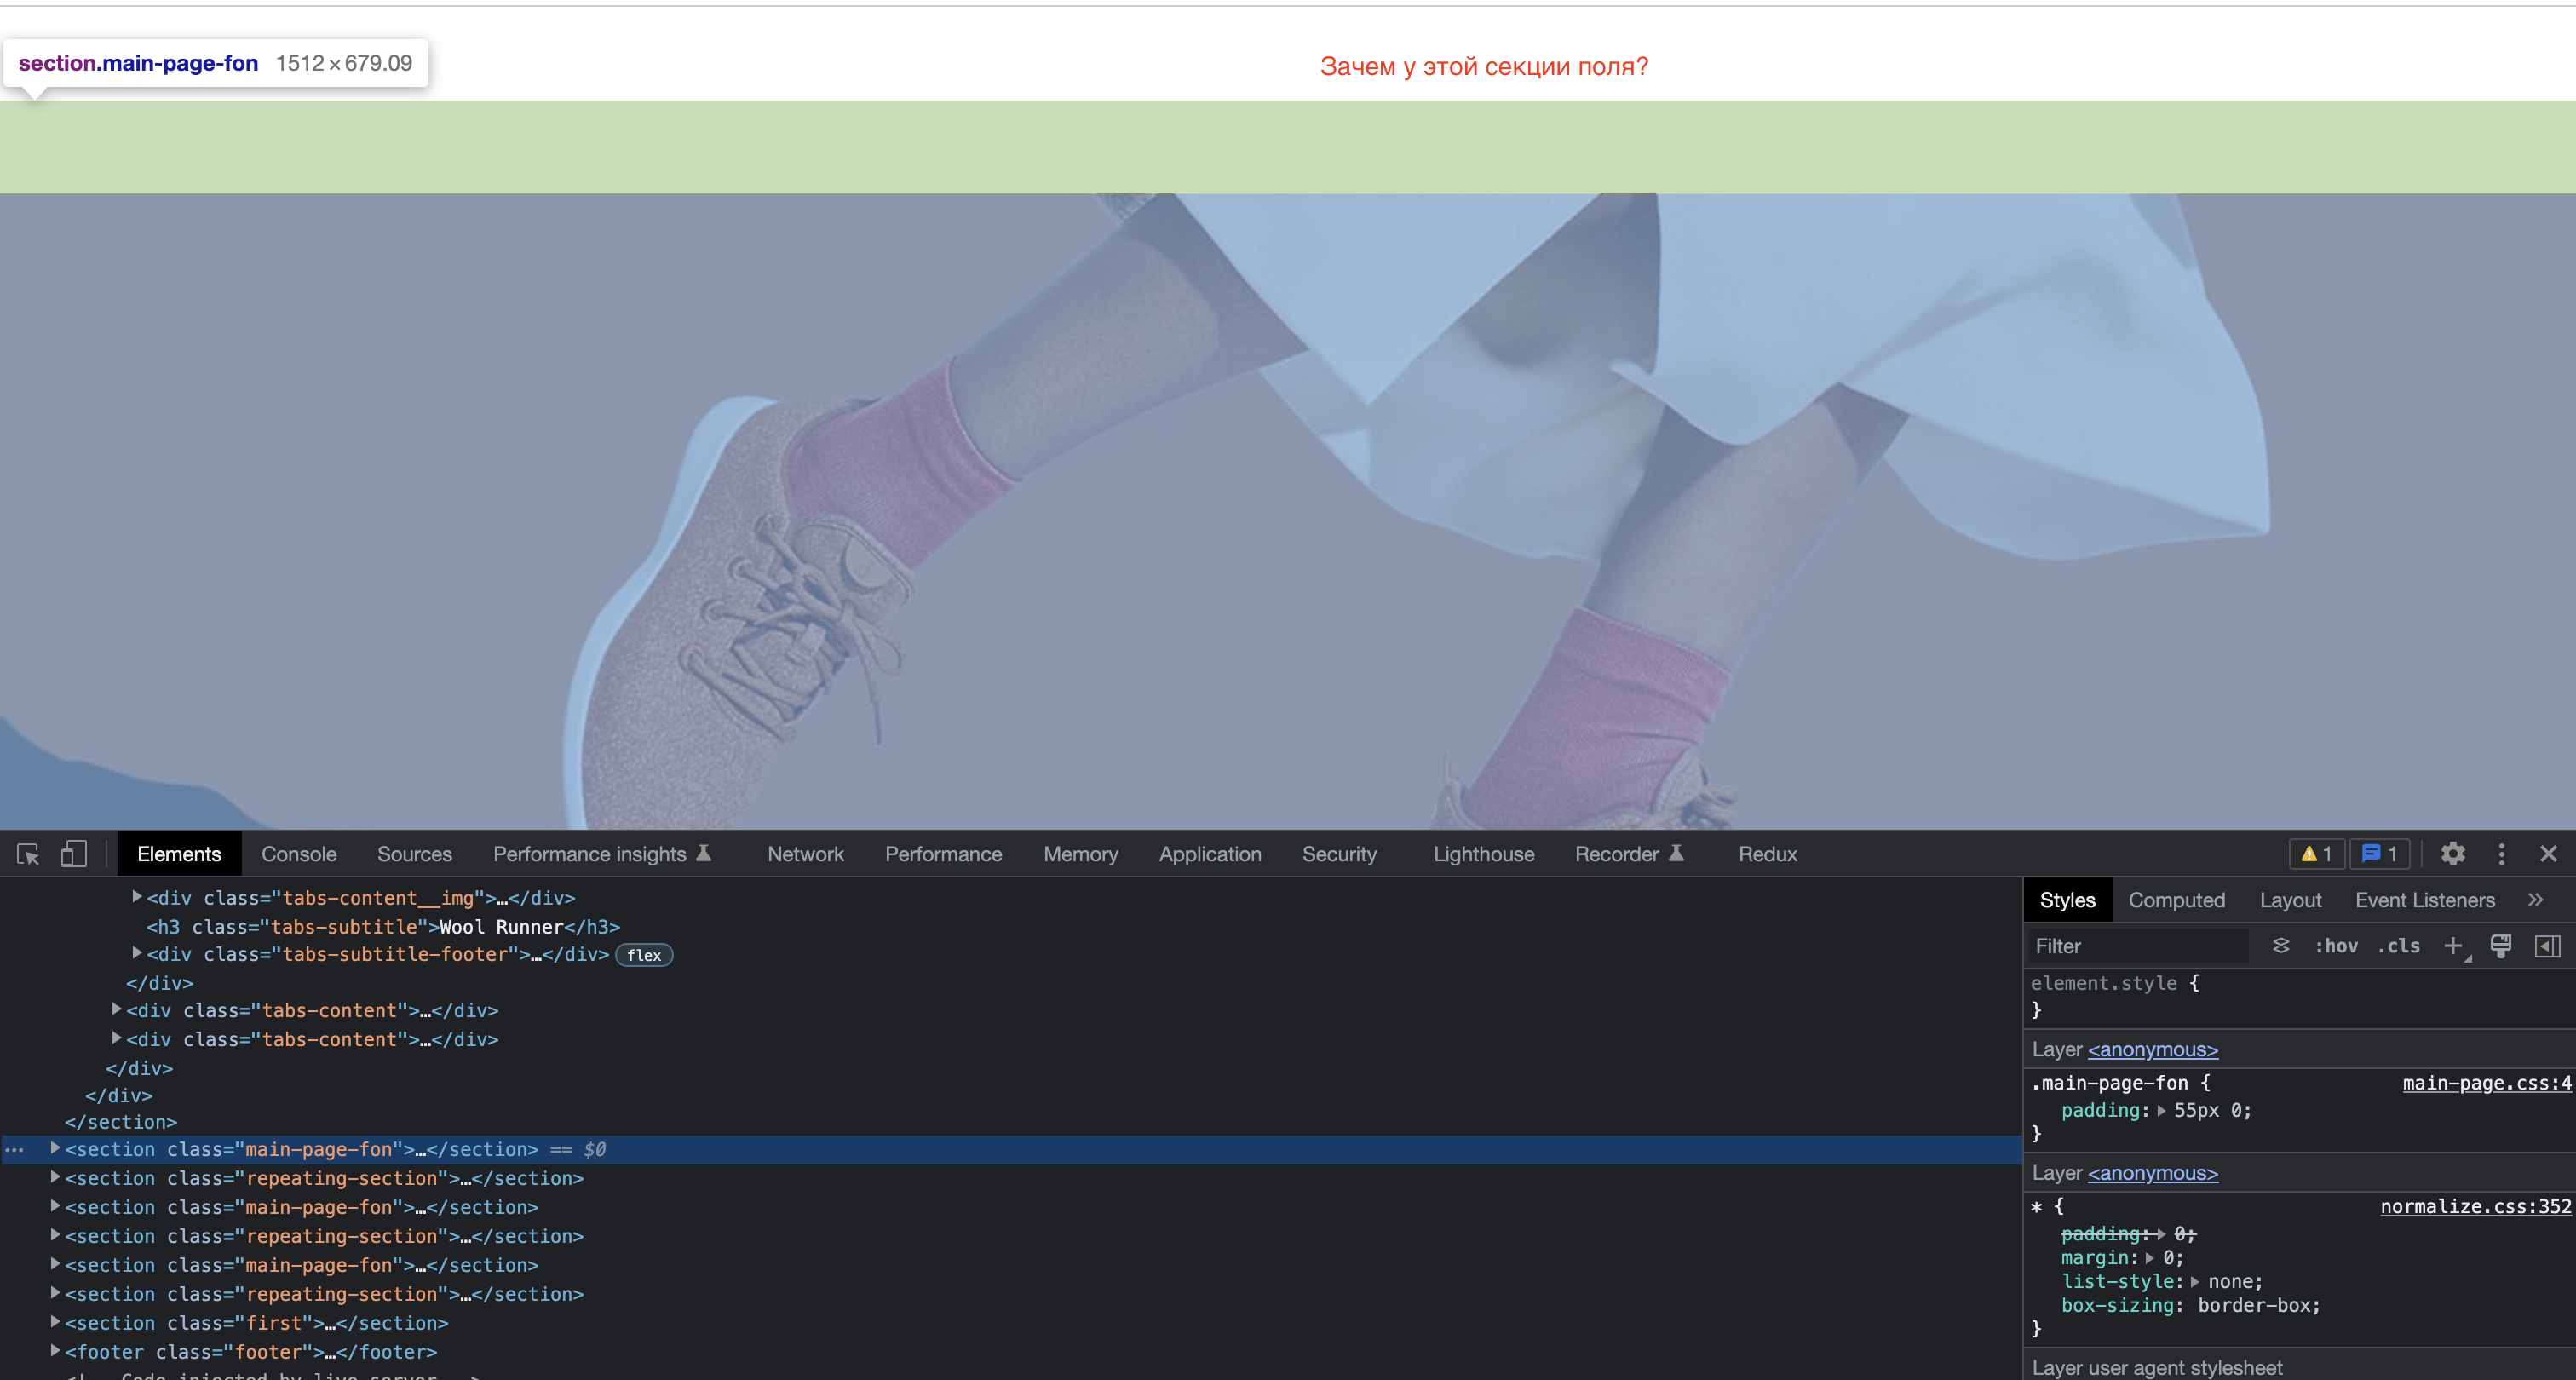 section.main-page-fon 1512 × 679.09
Зачем у этой секции поля?
Elements Console Sources Performance insights Network Performance Memory Application Security Lighthouse Recorder Redux 1 1
<div class="tabs-content__img">…</div>
<h3 class="tabs-subtitle">Wool Runner</h3>
<div class="tabs-subtitle-footer">…</div> flex
</div>
<div class="tabs-content">…</div>
<div class="tabs-content">…</div>
</div>
</div>
</section>
… <section class="main-page-fon">…</section> == $0
<section class="repeating-section">…</section>
<section class="main-page-fon">…</section>
<section class="repeating-section">…</section>
<section class="main-page-fon">…</section>
<section class="repeating-section">…</section>
<section class="first">…</section>
<footer class="footer">…</footer>
<!-- Code injected by live-server -->
Styles Computed Layout Event Listeners »
Filter :hov .cls +
element.style {
}
Layer <anonymous>
.main-page-fon { main-page.css:4
padding: 55px 0;
}
Layer <anonymous>
* { normalize.css:352
padding: 0;
margin: 0;
list-style: none;
box-sizing: border-box;
}
Layer user agent stylesheet